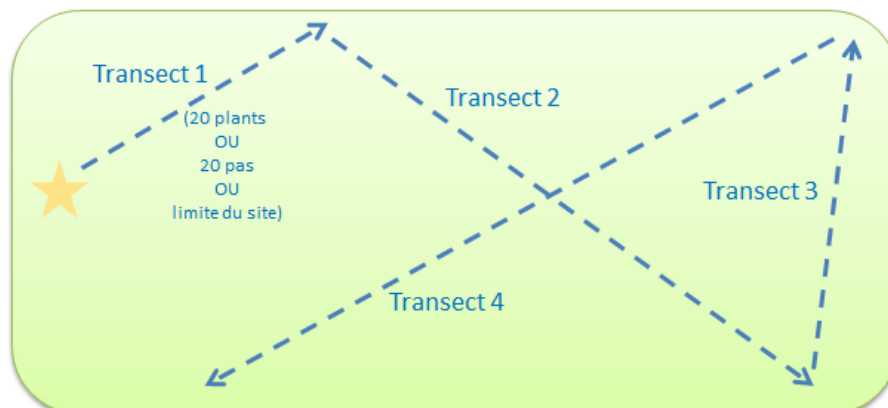 Transect 1
(20 plants
OU
20 pas
OU
limite du site)
Transect 2
Transect 3
Transect 4